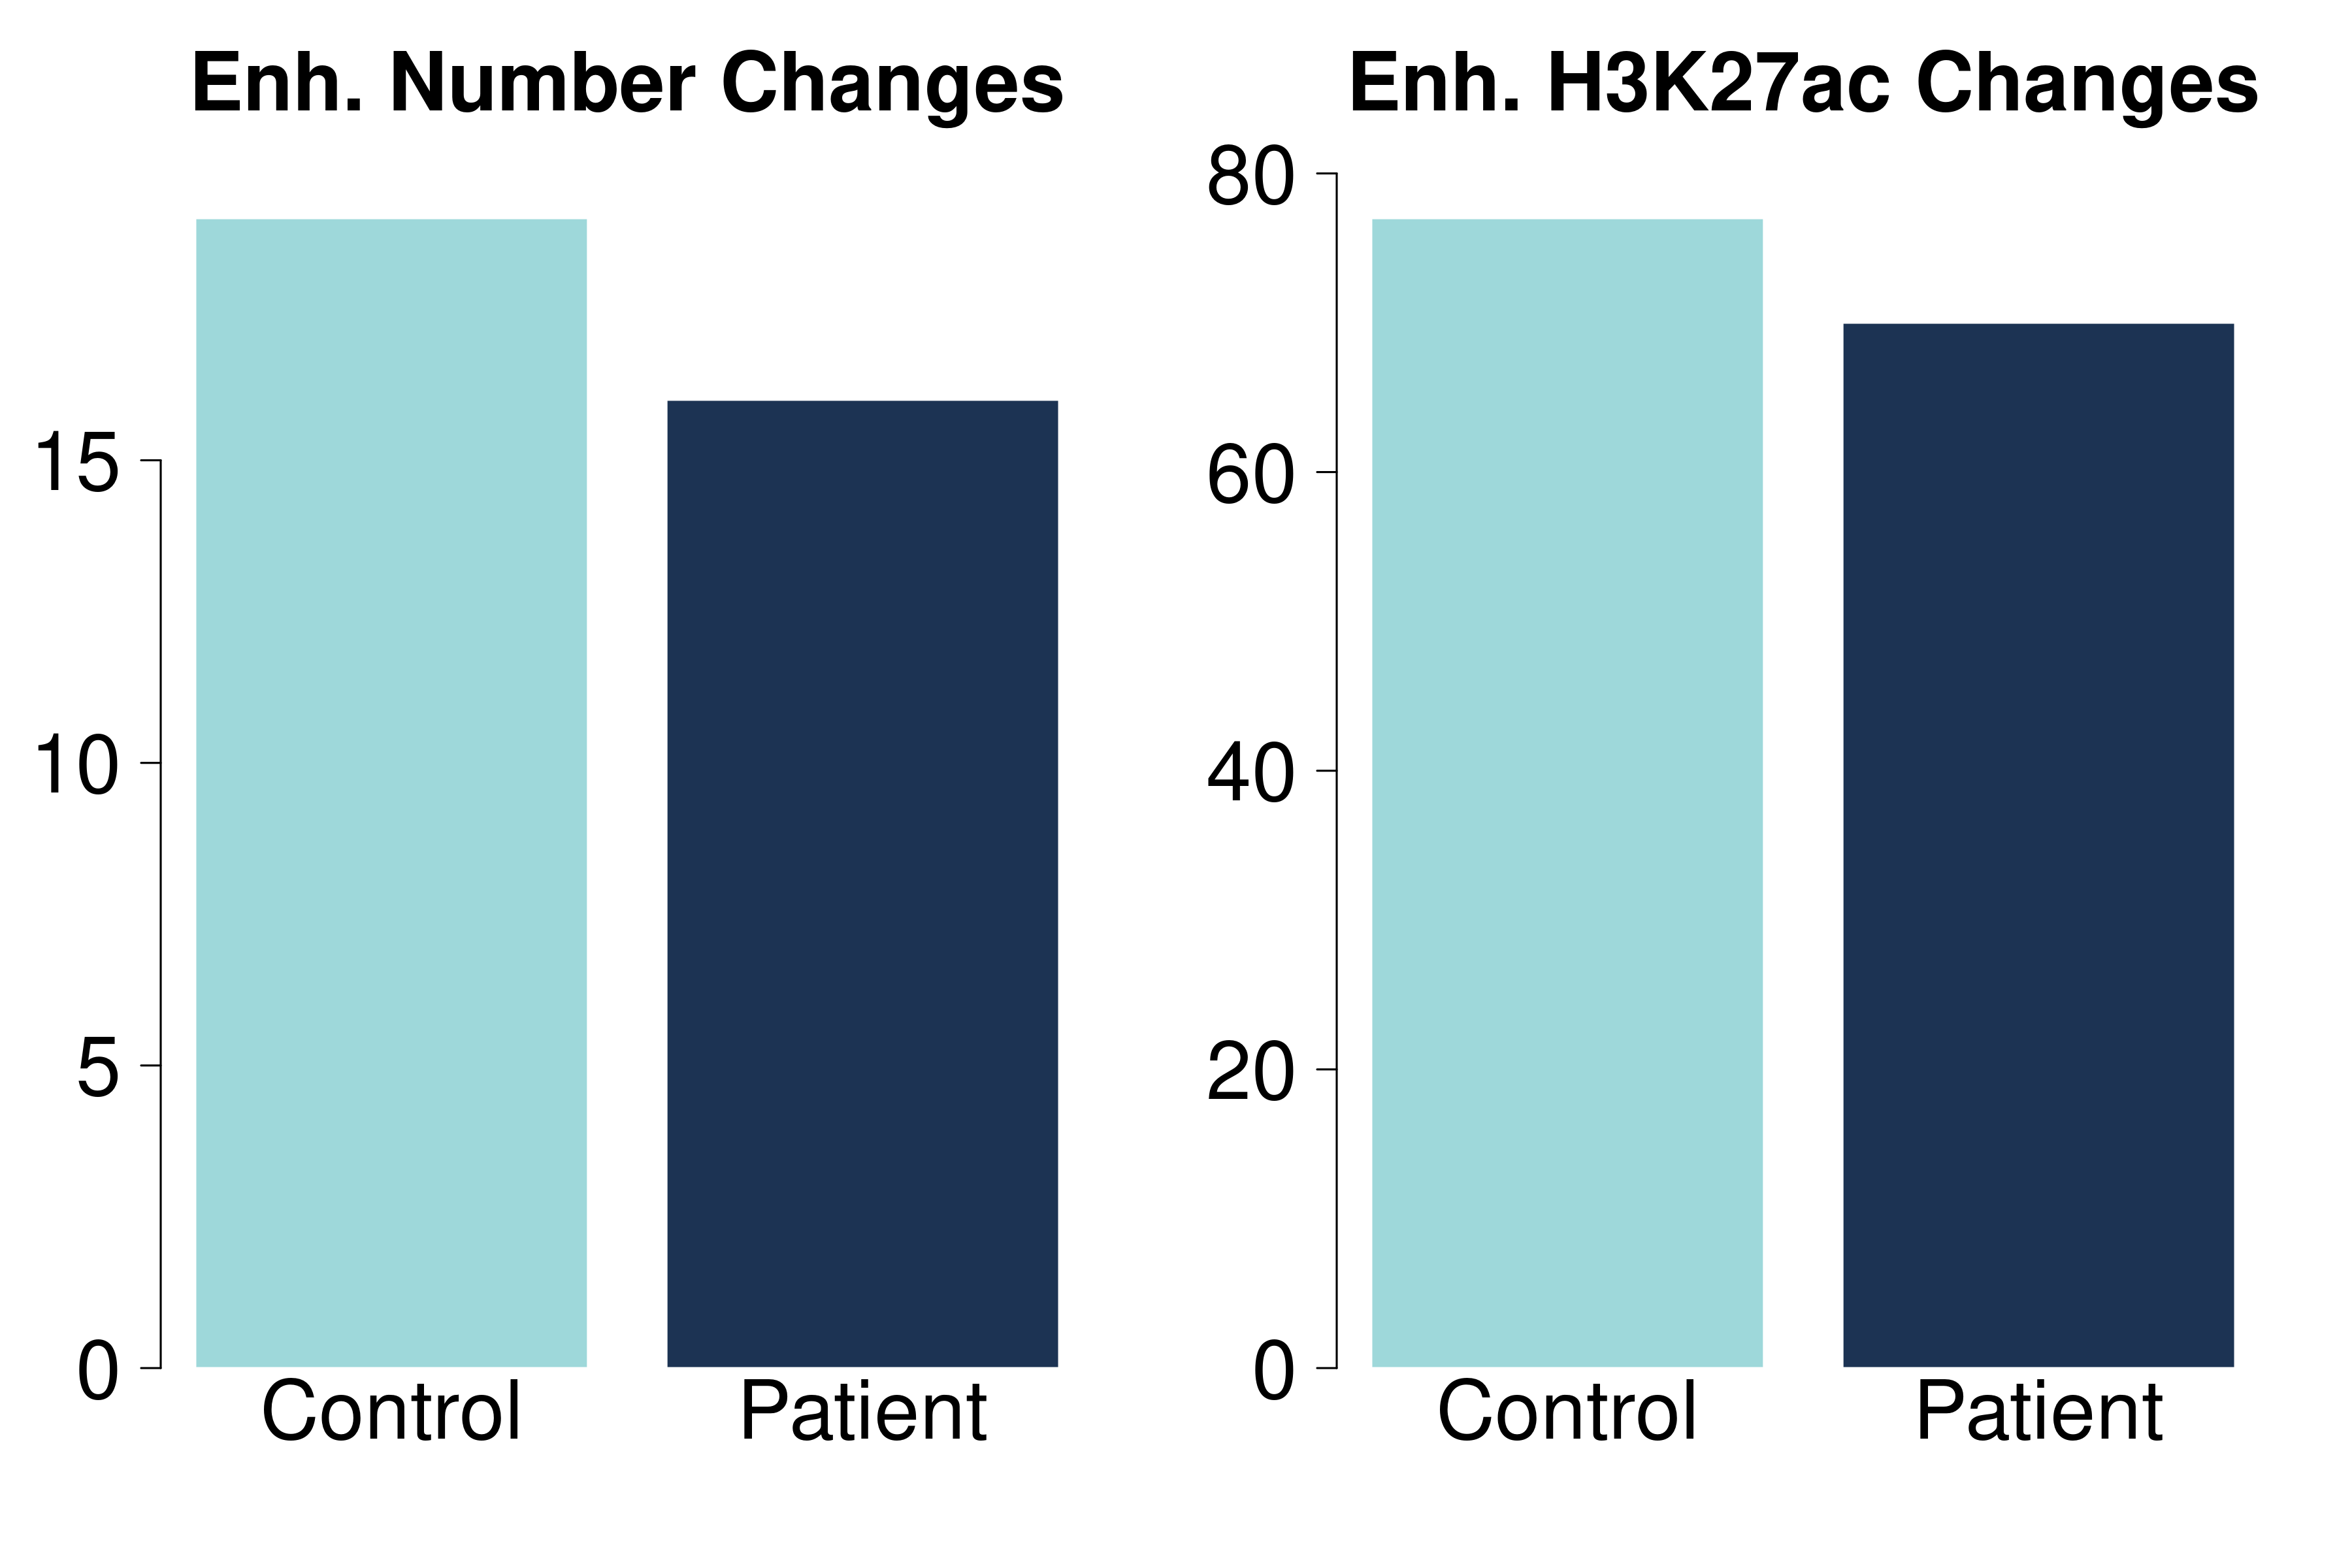 Enh. Number Changes
15
10
5
0
Control Patient
Enh. H3K27ac Changes
80
60
40
20
0
Control Patient